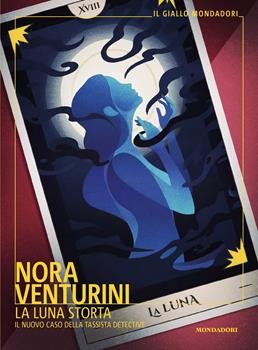 IL GIALLO MONDADORI
XVIII
LA LUNA
NORA
VENTURINI
LA LUNA STORTA
IL NUOVO CASO DELLA TASSISTA DETECTIVE
MONDADORI